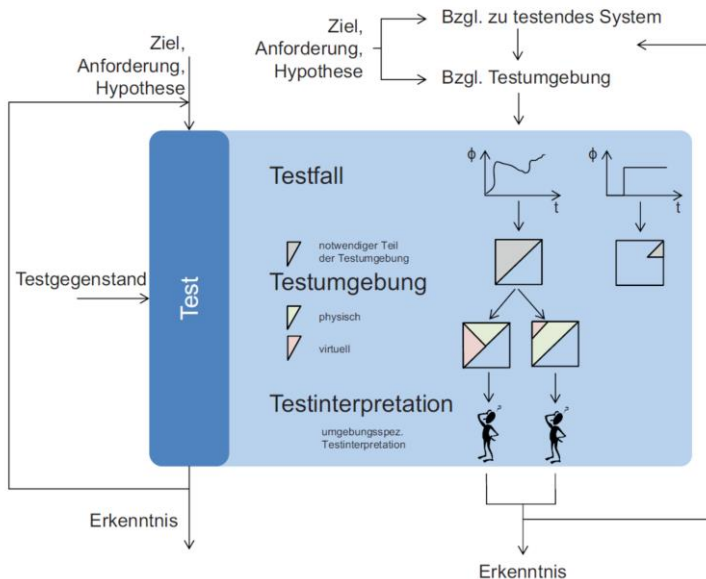 Ziel,
Anforderung,
Hypothese
Ziel,
Anforderung,
Hypothese
Bzgl. zu testendes System
Bzgl. Testumgebung
Testgegenstand
Test
Testfall
ϕ
t
ϕ
t
notwendiger Teil
der Testumgebung
Testumgebung
physisch
virtuell
Testinterpretation
umgebungsspez.
Testinterpretation
Erkenntnis
Erkenntnis